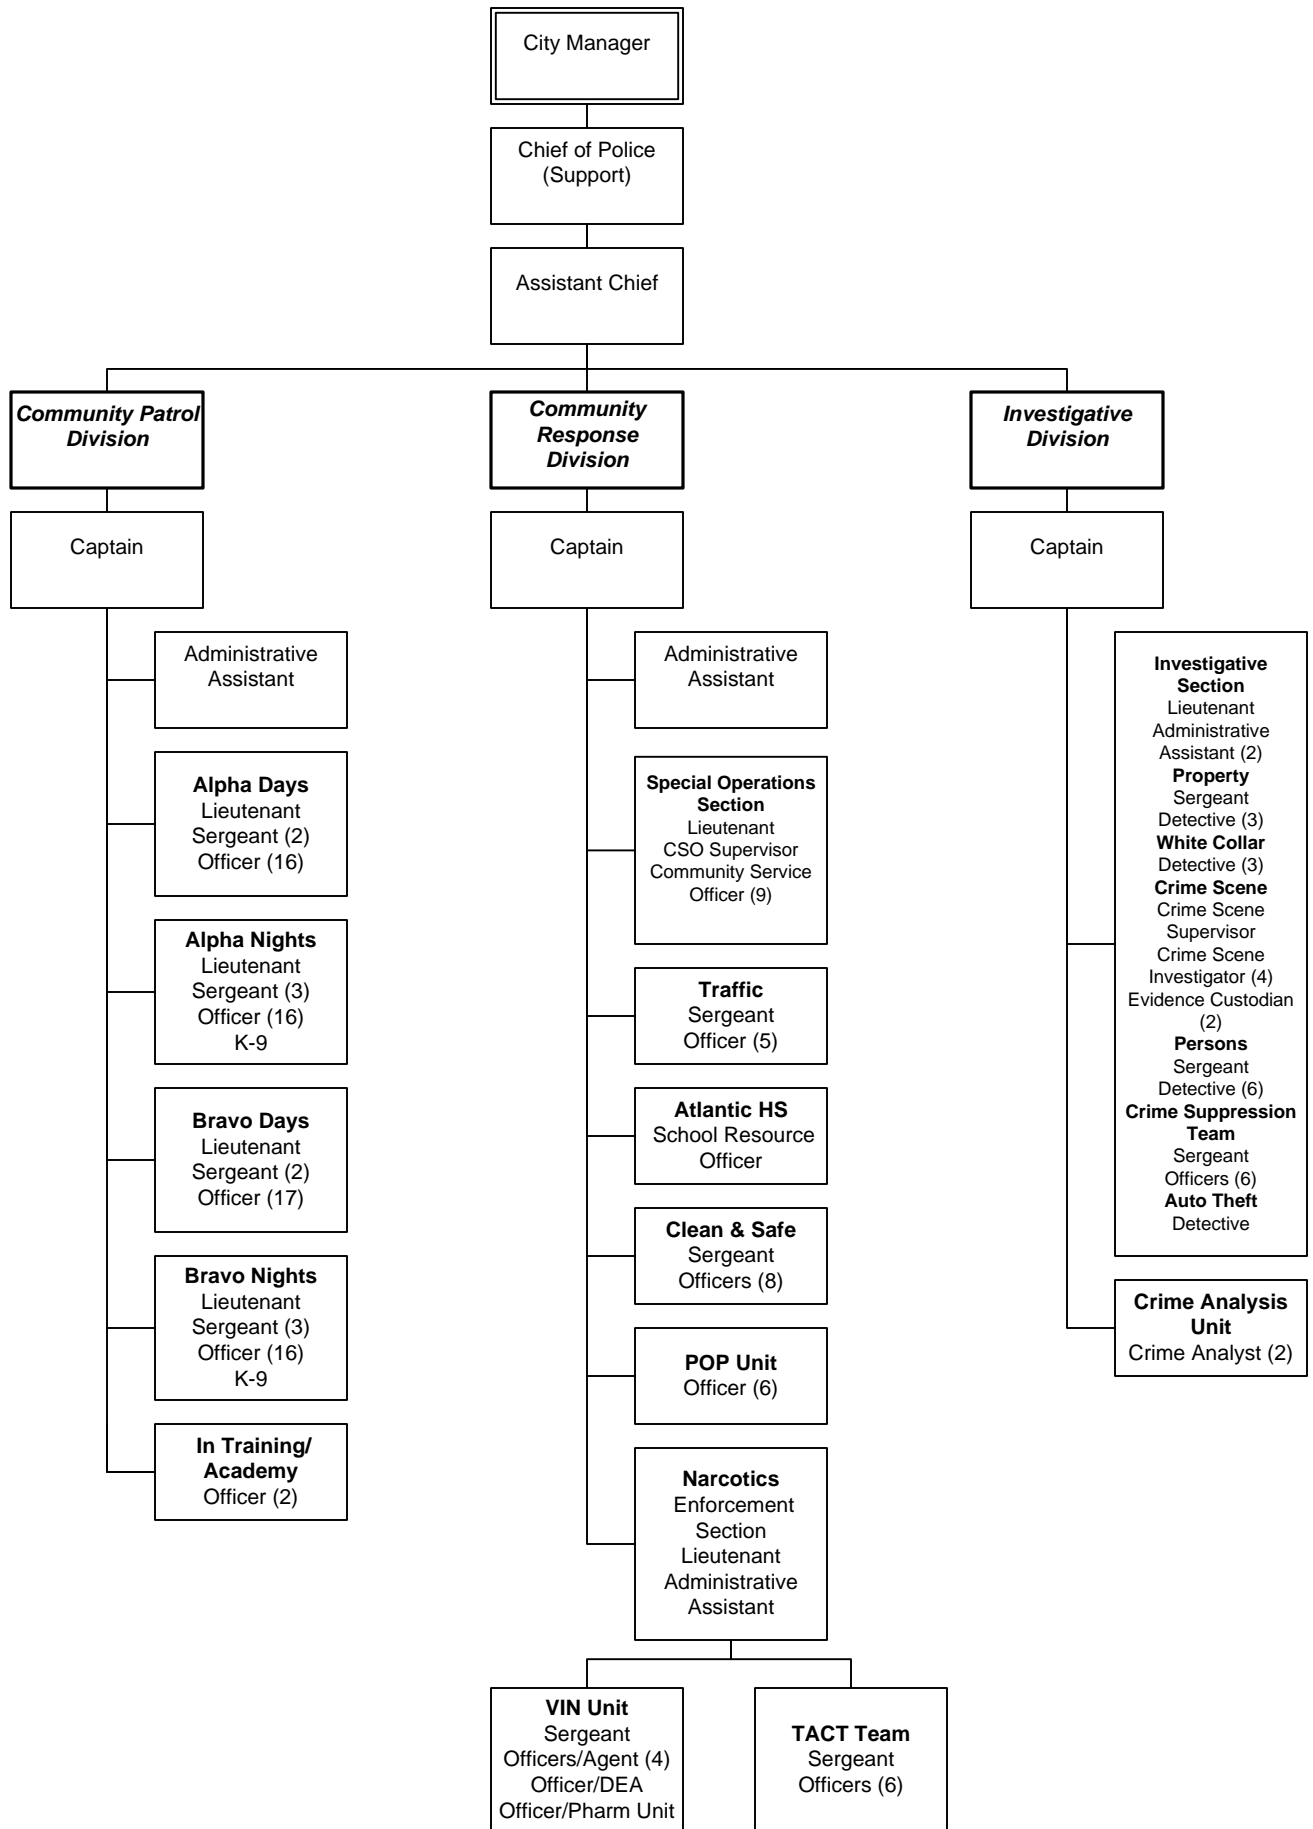 City Manager
Chief of Police
(Support)
Assistant Chief
Community Patrol
Division
Captain
Administrative
Assistant
Alpha Days
Lieutenant
Sergeant (2)
Officer (16)
Alpha Nights
Lieutenant
Sergeant (3)
Officer (16)
K-9
Bravo Days
Lieutenant
Sergeant (2)
Officer (17)
Bravo Nights
Lieutenant
Sergeant (3)
Officer (16)
K-9
In Training/
Academy
Officer (2)
Community
Response
Division
Captain
Administrative
Assistant
Special Operations
Section
Lieutenant
CSO Supervisor
Community Service
Officer (9)
Traffic
Sergeant
Officer (5)
Atlantic HS
School Resource
Officer
Clean & Safe
Sergeant
Officers (8)
POP Unit
Officer (6)
Narcotics
Enforcement
Section
Lieutenant
Administrative
Assistant
VIN Unit
Sergeant
Officers/Agent (4)
Officer/DEA
Officer/Pharm Unit
TACT Team
Sergeant
Officers (6)
Investigative
Division
Captain
Investigative
Section
Lieutenant
Administrative
Assistant (2)
Property
Sergeant
Detective (3)
White Collar
Detective (3)
Crime Scene
Crime Scene
Supervisor
Crime Scene
Investigator (4)
Evidence Custodian
(2)
Persons
Sergeant
Detective (6)
Crime Suppression
Team
Sergeant
Officers (6)
Auto Theft
Detective
Crime Analysis
Unit
Crime Analyst (2)